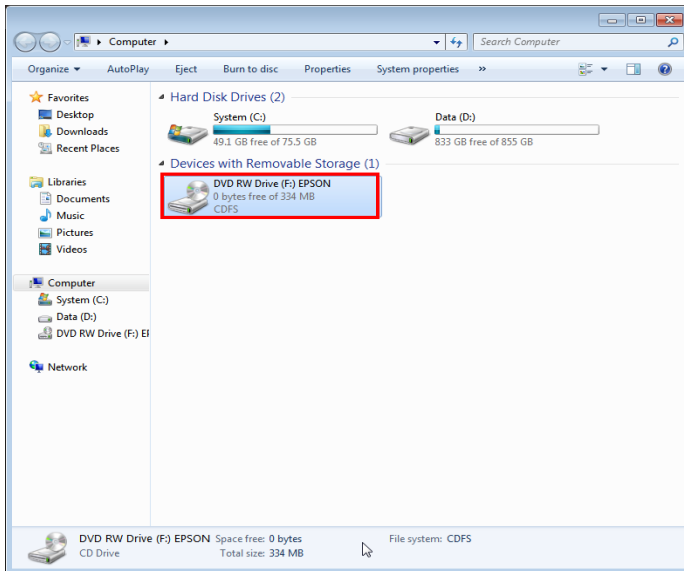 Computer
Search Computer
Organize AutoPlay Eject Burn to disc Properties System properties »
Favorites
Desktop
Downloads
Recent Places
Libraries
Documents
Music
Pictures
Videos
Computer
System (C:)
Data (D:)
DVD RW Drive (F:) EF
Network
Hard Disk Drives (2)
System (C:)
49.1 GB free of 75.5 GB
Data (D:)
833 GB free of 855 GB
Devices with Removable Storage (1)
DVD RW Drive (F:) EPSON
0 bytes free of 334 MB
CDFS
DVD RW Drive (F:) EPSON Space free: 0 bytes File system: CDFS
CD Drive Total size: 334 MB